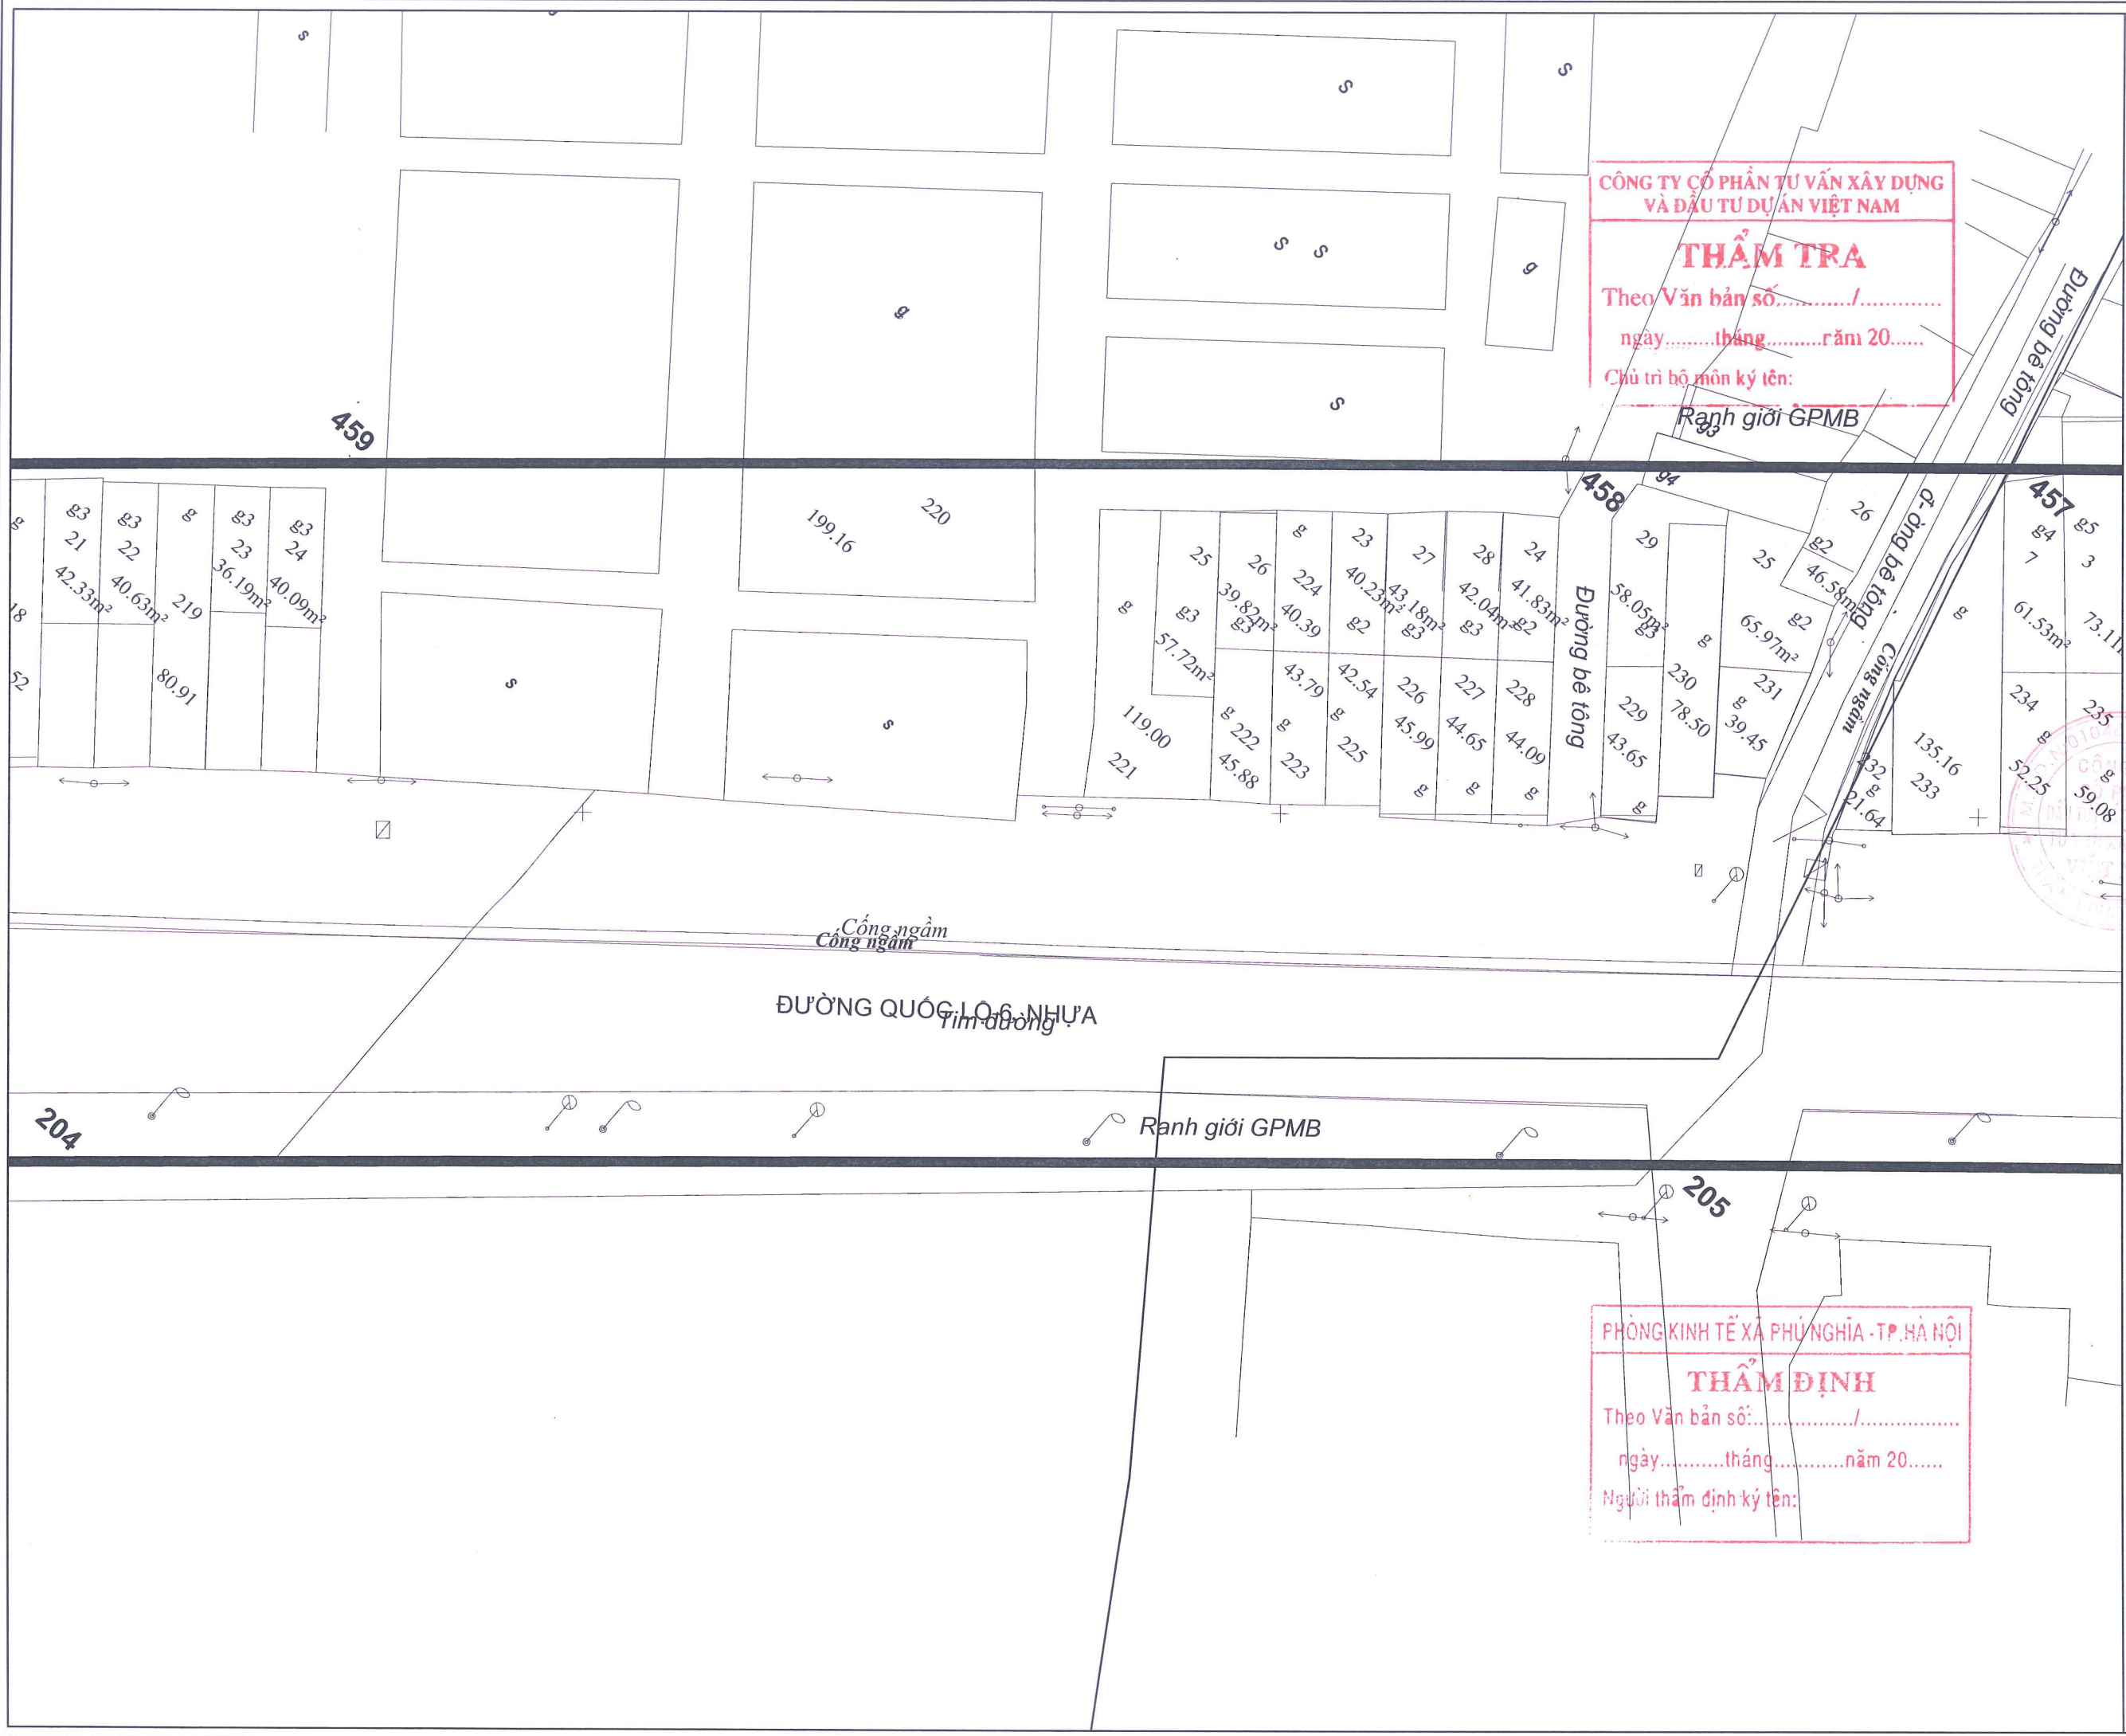 s
s
s
CÔNG TY CỔ PHẦN TƯ VẤN XÂY DỰNG
VÀ ĐẦU TƯ DỰ ÁN VIỆT NAM
THẨM TRA
Theo Văn bản số.........../.............
ngày.........tháng..........năm 20......
Chủ trì bộ môn ký tên:
s s
g
g
s
Đường bê tông
Ranh giới GPMB
g3
459
458
g4
457
g
18
52
g3
21
42.33m²
g3
22
40.63m²
g
219
80.91
g3
23
36.19m²
g3
24
40.09m²
199.16
220
s
s
g
119.00
221
25
g3
57.72m²
26
39.82m²
g3
g
222
45.88
g
224
40.39
43.79
g
223
23
40.23m²
g2
42.54
g
225
27
43.18m²
g3
226
45.99
g
28
42.04m²
g3
227
44.65
g
24
41.83m²
g2
228
44.09
g
Đường bê tông
29
58.05m²
g3
229
43.65
g
g
230
78.50
25
g2
65.97m²
231
g
39.45
26
g2
46.58m²
đ-ờng bê tông
Cống ngầm
232
g
21.64
g
135.16
233
g4
7
61.53m²
234
g
52.25
g5
3
73.11
235
g
59.08
Cống ngầm
Cống ngầm
ĐƯỜNG QUỐC LỘ 6, NHỰA
Tim đường
204
Ranh giới GPMB
205
PHÒNG KINH TẾ XÃ PHÚ NGHĨA - TP. HÀ NỘI
THẨM ĐỊNH
Theo Văn bản số:................/.................
ngày...........tháng............năm 20......
Người thẩm định ký tên: